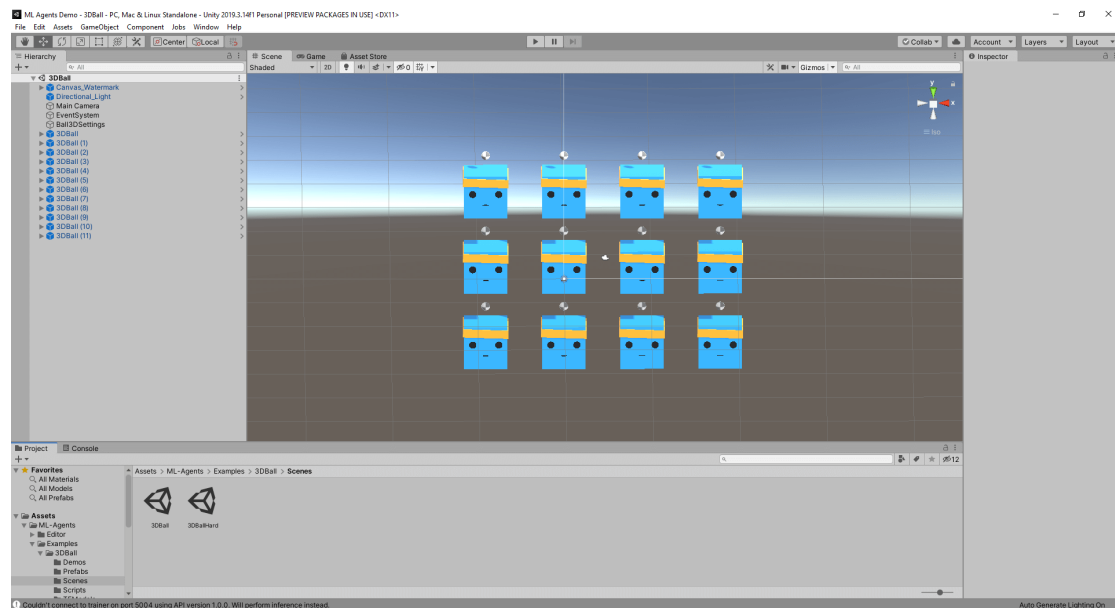 ML Agents Demo - 3DBall - PC, Mac & Linux Standalone - Unity 2019.3.14f1 Personal [PREVIEW PACKAGES IN USE] <DX11>
File Edit Assets GameObject Component Jobs Window Help
Center Local Collab Account Layers Layout
Hierarchy
All
3DBall
Canvas_Watermark
Directional_Light
Main Camera
EventSystem
Ball3DSettings
3DBall
3DBall (1)
3DBall (2)
3DBall (3)
3DBall (4)
3DBall (5)
3DBall (6)
3DBall (7)
3DBall (8)
3DBall (9)
3DBall (10)
3DBall (11)
Scene Game Asset Store
Shaded 2D 0 Gizmos All
y
x
Iso
Inspector
Project Console
12
Favorites
All Materials
All Models
All Prefabs
Assets
ML-Agents
Editor
Examples
3DBall
Demos
Prefabs
Scenes
Scripts
Assets > ML-Agents > Examples > 3DBall > Scenes
3DBall 3DBallHard
Couldn't connect to trainer on port 5004 using API version 1.0.0. Will perform inference instead.
Auto Generate Lighting On